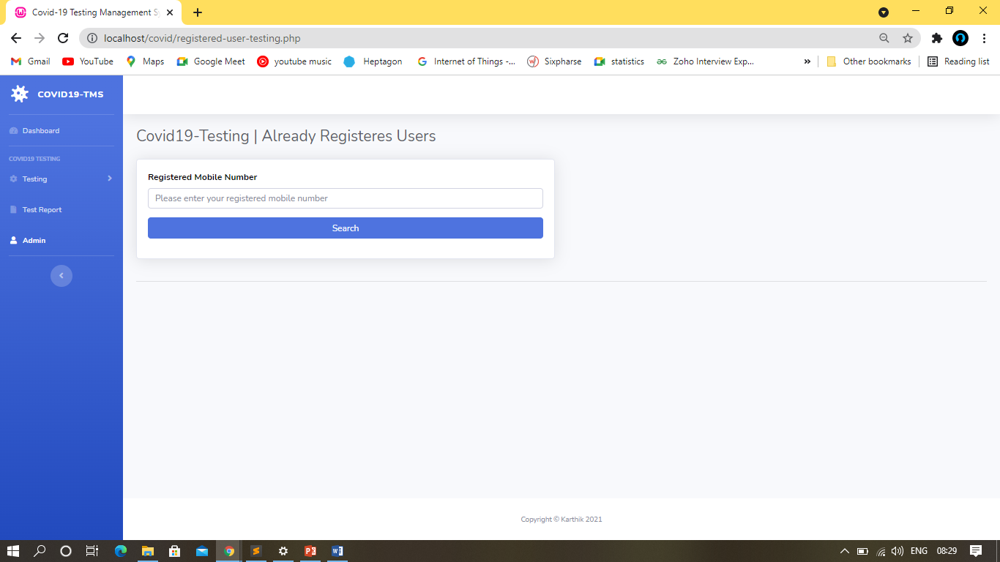 Covid-19 Testing Management S
localhost/covid/registered-user-testing.php
Gmail YouTube Maps Google Meet youtube music Heptagon Internet of Things -... Sixpharse statistics Zoho Interview Exp... » Other bookmarks Reading list
COVID19-TMS
Dashboard
COVID19 TESTING
Testing
Test Report
Admin
Covid19-Testing | Already Registeres Users
Registered Mobile Number
Please enter your registered mobile number
Search
Copyright © Karthik 2021
ENG 08:29